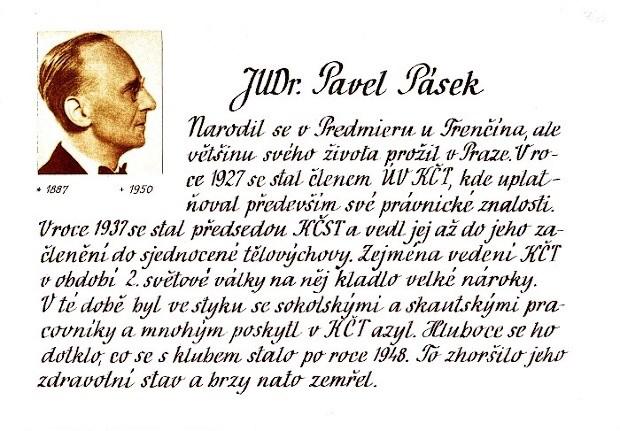 JUDr. Pavel Pásek
* 1887 + 1950
Narodil se v Predmieru u Trenčína, ale
většinu svého života prožil v Praze. V ro-
ce 1927 se stal členem ÚV KČT, kde uplat-
ňoval především své právnické znalosti.
V roce 1937 se stal předsedou KČST a vedl jej až do jeho za-
členění do sjednocené tělovýchovy. Zejména vedení KČT
v období 2. světové války na něj kladlo velké nároky.
V té době byl ve styku se sokolskými a skautskými pra-
covníky a mnohým poskytl v KČT azyl. Hluboce se ho
dotklo, co se s klubem stalo po roce 1948. To zhoršilo jeho
zdravolní stav a brzy nato zemřel.